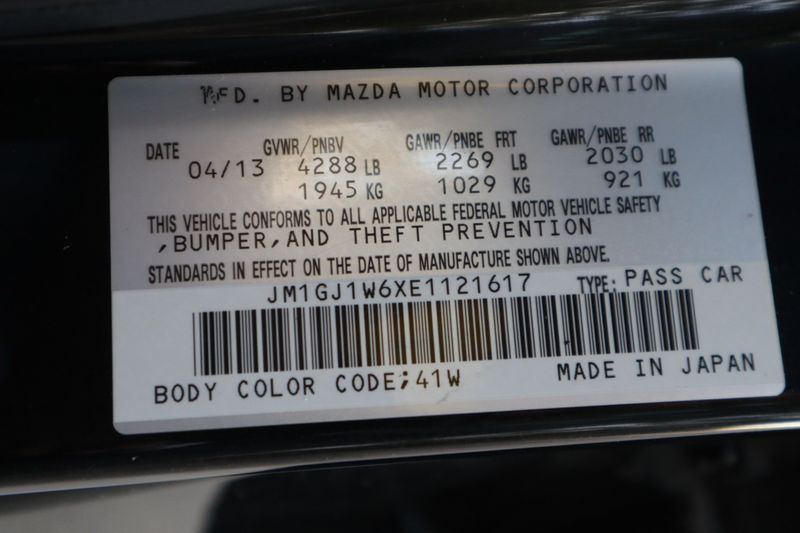 MFD. BY MAZDA MOTOR CORPORATION
DATE GVWR/PNBV GAWR/PNBE FRT GAWR/PNBE RR
04/13 4288 LB 2269 LB 2030 LB
1945 KG 1029 KG 921 KG
THIS VEHICLE CONFORMS TO ALL APPLICABLE FEDERAL MOTOR VEHICLE SAFETY
,BUMPER,AND THEFT PREVENTION
STANDARDS IN EFFECT ON THE DATE OF MANUFACTURE SHOWN ABOVE.
JM1GJ1W6XE1121617 TYPE: PASS CAR
BODY COLOR CODE;41W MADE IN JAPAN